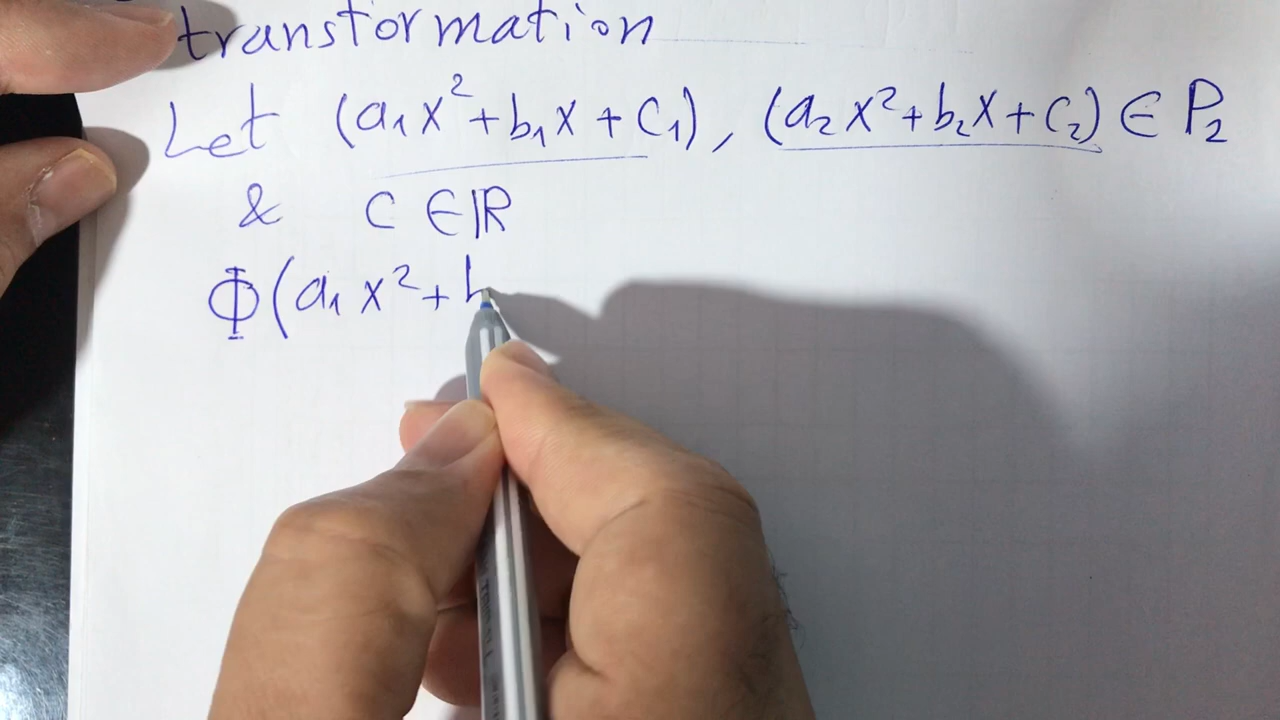 transformation
Let (a₁x²+b₁x+c₁), (a₂x²+b₂x+c₂) ∈ P₂
& C ∈ ℝ
Φ(a₁x²+b